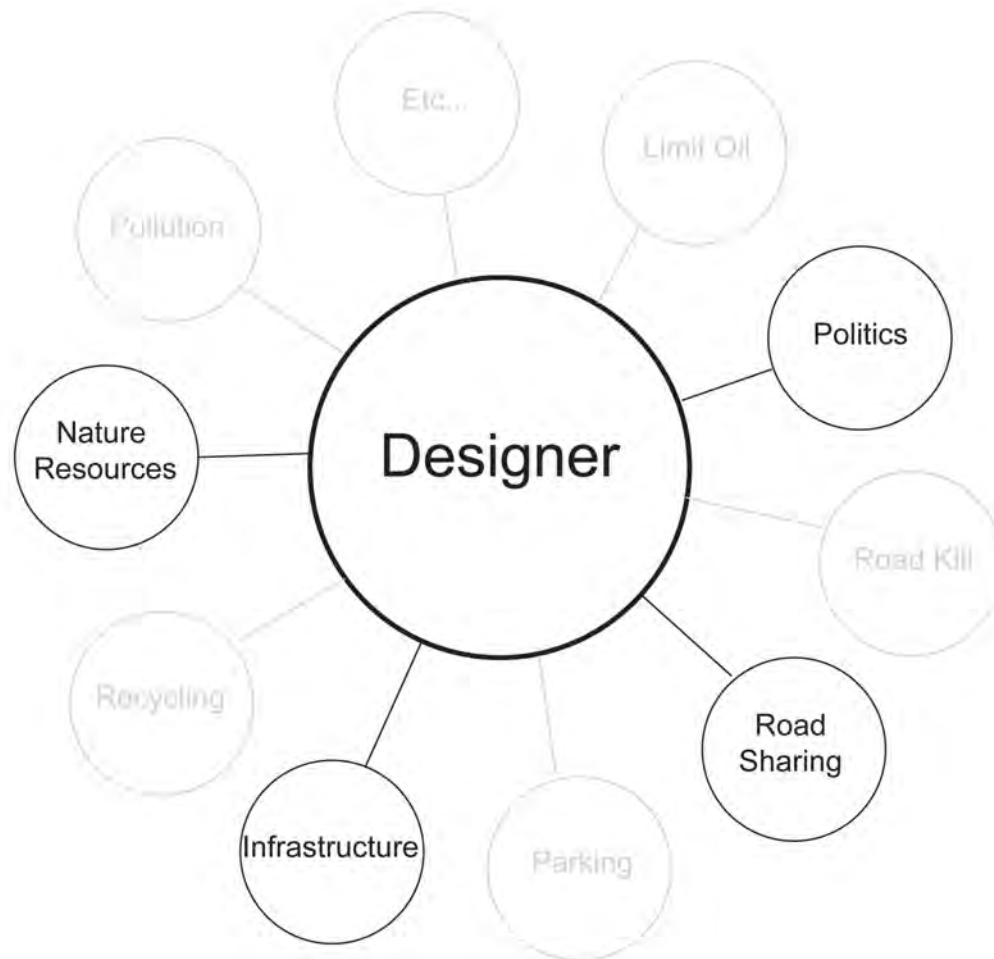 Etc...
Limit Oil
Pollution
Politics
Nature
Resources
Designer
Road Kill
Recycling
Road
Sharing
Infrastructure
Parking